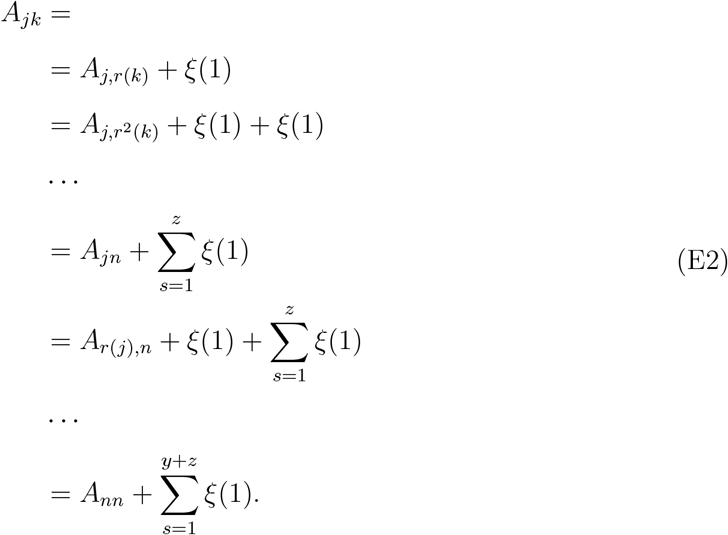 A_{jk} =
= A_{j,r(k)} + ξ(1)
= A_{j,r^2(k)} + ξ(1) + ξ(1)
...
= A_{jn} + \sum_{s=1}^{z} ξ(1)
(E2)
= A_{r(j),n} + ξ(1) + \sum_{s=1}^{z} ξ(1)
...
= A_{nn} + \sum_{s=1}^{y+z} ξ(1).